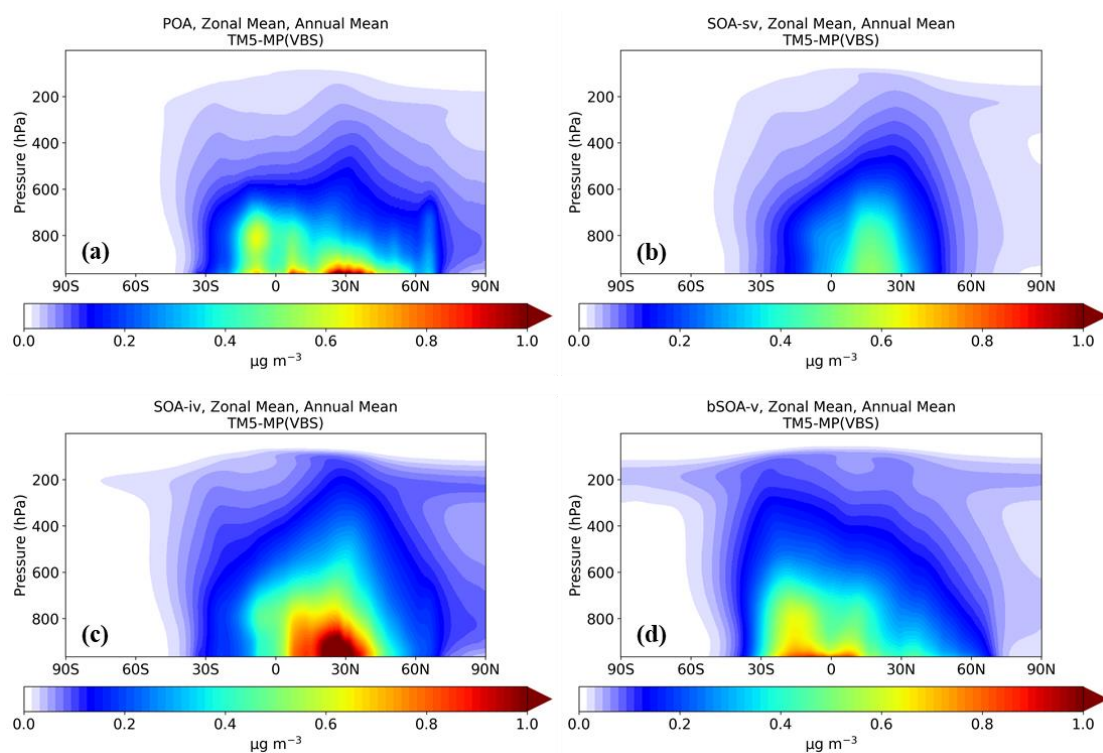 POA, Zonal Mean, Annual Mean
TM5-MP(VBS)
Pressure (hPa)
200
400
600
800
(a)
90S 60S 30S 0 30N 60N 90N
0.0 0.2 0.4 0.6 0.8 1.0
μg m⁻³
SOA-sv, Zonal Mean, Annual Mean
TM5-MP(VBS)
Pressure (hPa)
200
400
600
800
(b)
90S 60S 30S 0 30N 60N 90N
0.0 0.2 0.4 0.6 0.8 1.0
μg m⁻³
SOA-iv, Zonal Mean, Annual Mean
TM5-MP(VBS)
Pressure (hPa)
200
400
600
800
(c)
90S 60S 30S 0 30N 60N 90N
0.0 0.2 0.4 0.6 0.8 1.0
μg m⁻³
bSOA-v, Zonal Mean, Annual Mean
TM5-MP(VBS)
Pressure (hPa)
200
400
600
800
(d)
90S 60S 30S 0 30N 60N 90N
0.0 0.2 0.4 0.6 0.8 1.0
μg m⁻³